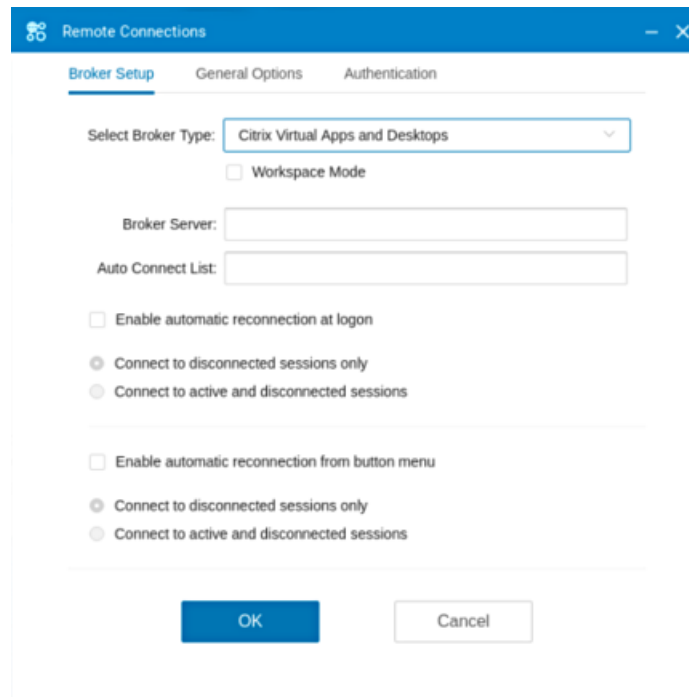 Remote Connections
Broker Setup General Options Authentication
Select Broker Type: Citrix Virtual Apps and Desktops
Workspace Mode
Broker Server:
Auto Connect List:
Enable automatic reconnection at logon
Connect to disconnected sessions only
Connect to active and disconnected sessions
Enable automatic reconnection from button menu
Connect to disconnected sessions only
Connect to active and disconnected sessions
OK Cancel